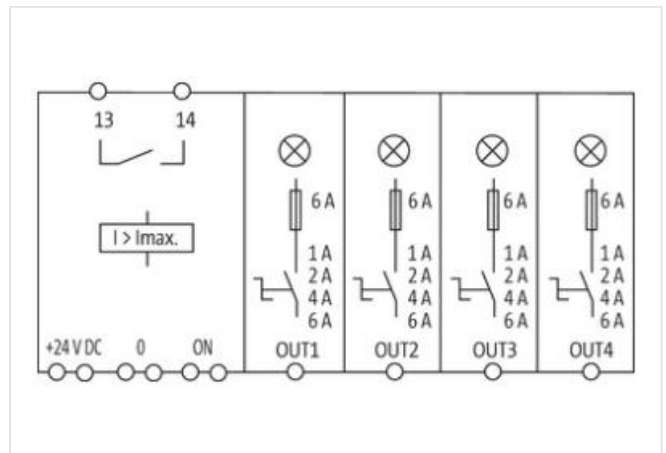 13 14
I > Imax.
+24 V DC 0 ON
6 A
1 A
2 A
4 A
6 A
OUT1
6 A
1 A
2 A
4 A
6 A
OUT2
6 A
1 A
2 A
4 A
6 A
OUT3
6 A
1 A
2 A
4 A
6 A
OUT4